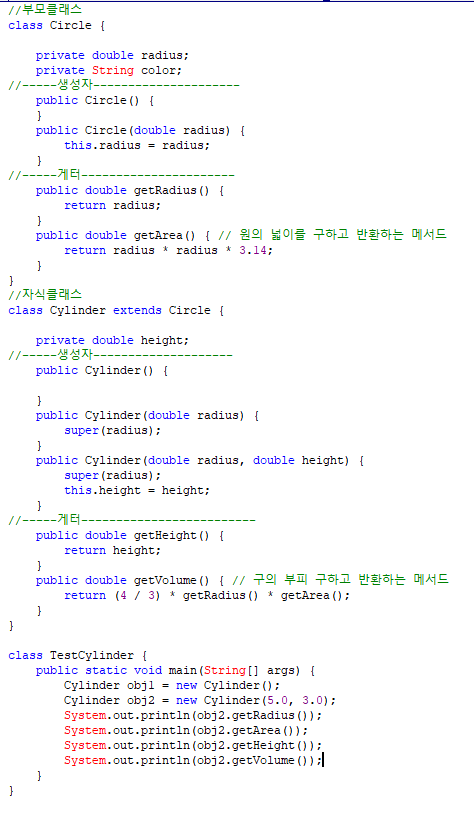 //부모클래스
class Circle {
private double radius;
private String color;
//-----생성자---------------------
public Circle() {
}
public Circle(double radius) {
this.radius = radius;
}
//-----게터----------------------
public double getRadius() {
return radius;
}
public double getArea() { // 원의 넓이를 구하고 반환하는 메서드
return radius * radius * 3.14;
}
}
//자식클래스
class Cylinder extends Circle {
private double height;
//-----생성자--------------------
public Cylinder() {
}
public Cylinder(double radius) {
super(radius);
}
public Cylinder(double radius, double height) {
super(radius);
this.height = height;
}
//-----게터-------------------------
public double getHeight() {
return height;
}
public double getVolume() { // 구의 부피 구하고 반환하는 메서드
return (4 / 3) * getRadius() * getArea();
}
}
class TestCylinder {
public static void main(String[] args) {
Cylinder obj1 = new Cylinder();
Cylinder obj2 = new Cylinder(5.0, 3.0);
System.out.println(obj2.getRadius());
System.out.println(obj2.getArea());
System.out.println(obj2.getHeight());
System.out.println(obj2.getVolume());
}
}